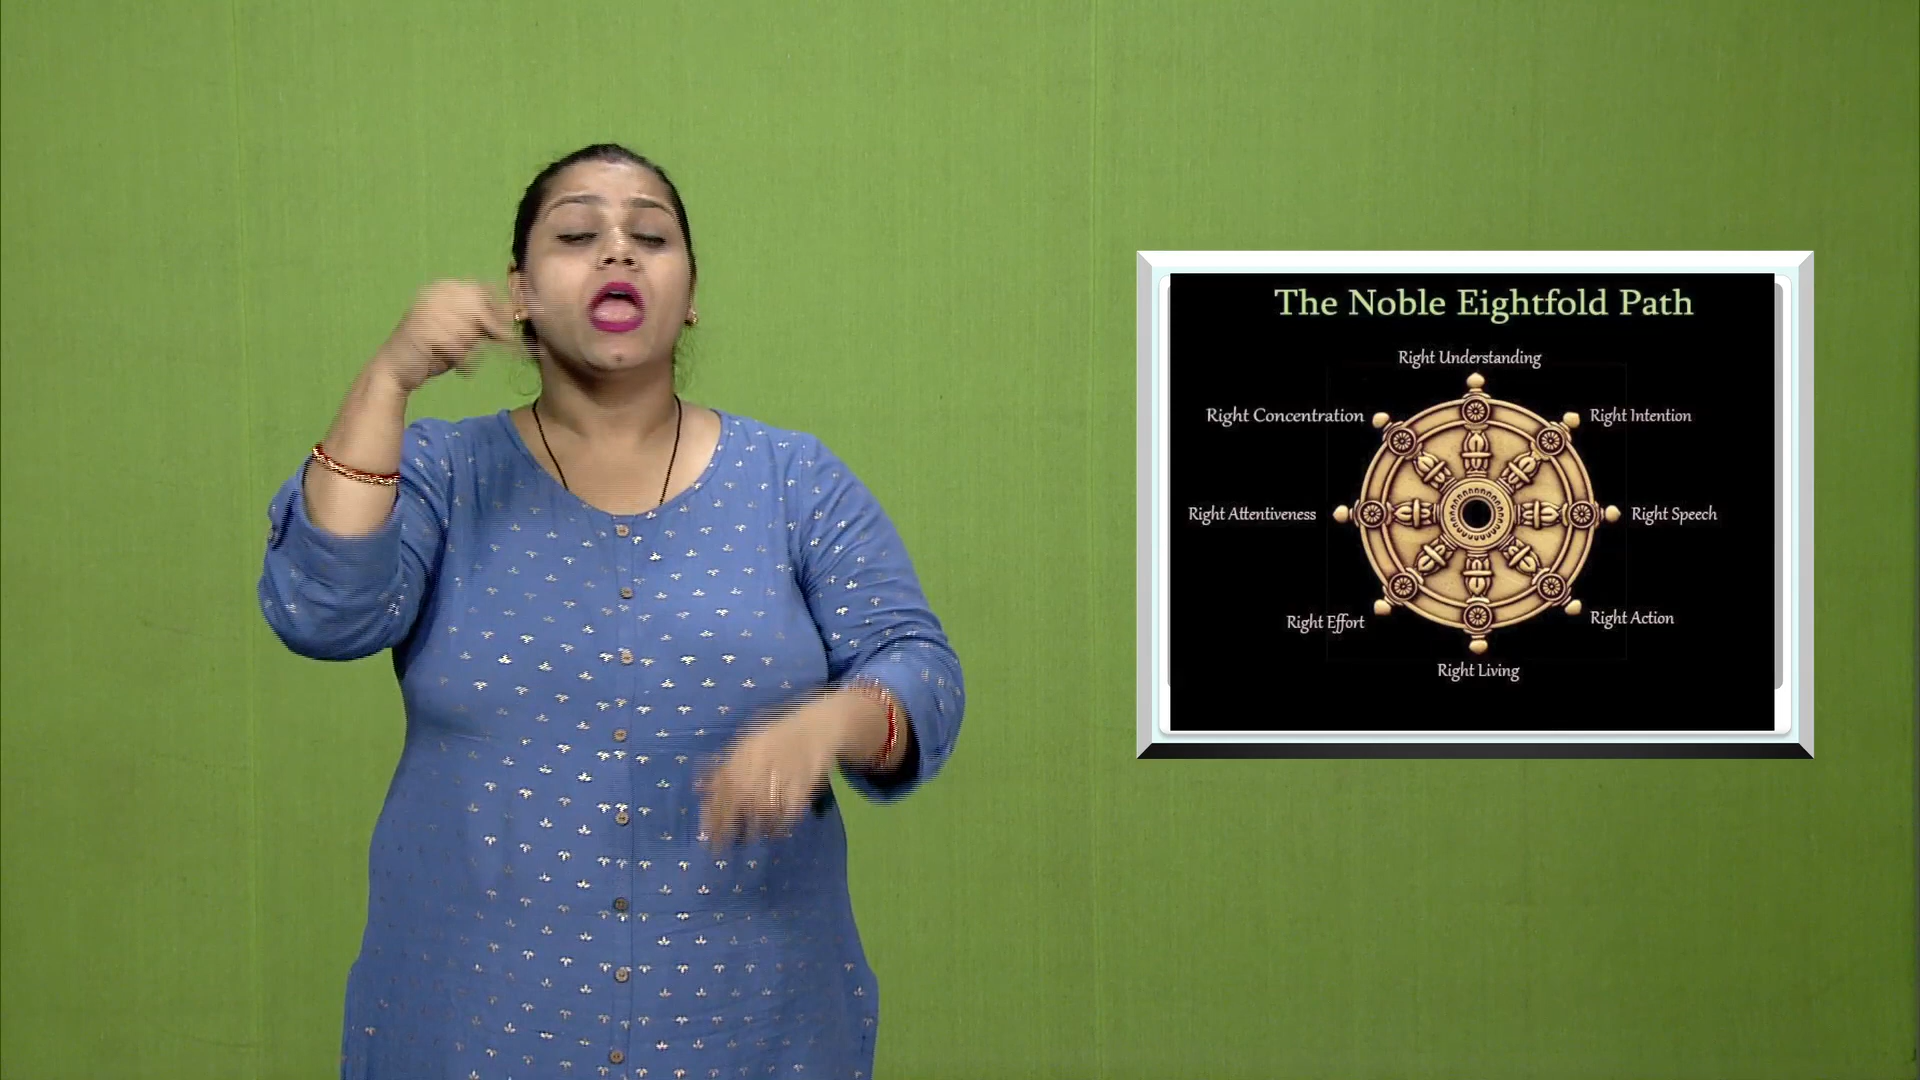 The Noble Eightfold Path
Right Understanding
Right Concentration
Right Intention
Right Attentiveness
Right Speech
Right Effort
Right Action
Right Living